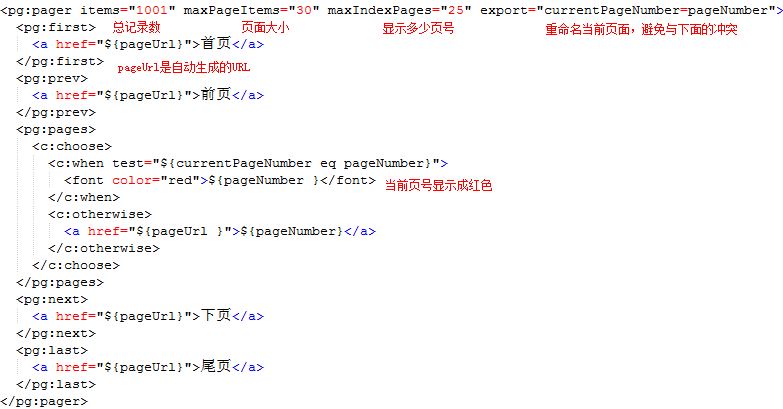 <pg:pager items="1001" maxPageItems="30" maxIndexPages="25" export="currentPageNumber=pageNumber">
<pg:first> 总记录数 页面大小 显示多少页号 重命名当前页面，避免与下面的冲突
<a href="${pageUrl}">首页</a>
</pg:first> pageUrl是自动生成的URL
<pg:prev>
<a href="${pageUrl}">前页</a>
</pg:prev>
<pg:pages>
<c:choose>
<c:when test="${currentPageNumber eq pageNumber}">
<font color="red">${pageNumber }</font> 当前页号显示成红色
</c:when>
<c:otherwise>
<a href="${pageUrl }">${pageNumber}</a>
</c:otherwise>
</c:choose>
</pg:pages>
<pg:next>
<a href="${pageUrl}">下页</a>
</pg:next>
<pg:last>
<a href="${pageUrl}">尾页</a>
</pg:last>
</pg:pager>